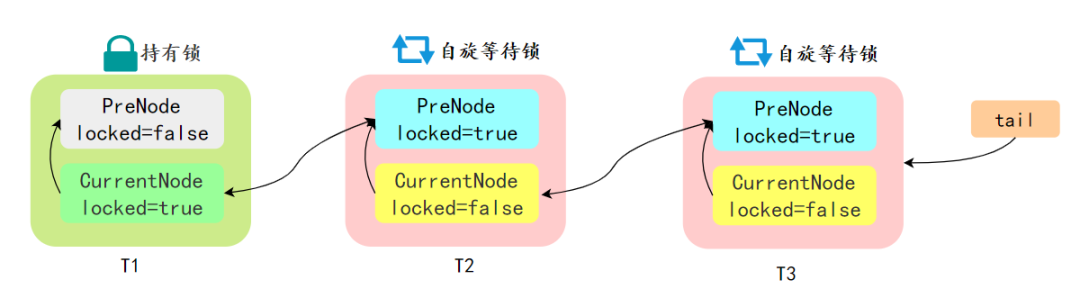 持有锁
PreNode
locked=false
CurrentNode
locked=true
T1
自旋等待锁
PreNode
locked=true
CurrentNode
locked=false
T2
自旋等待锁
PreNode
locked=true
CurrentNode
locked=false
T3
tail